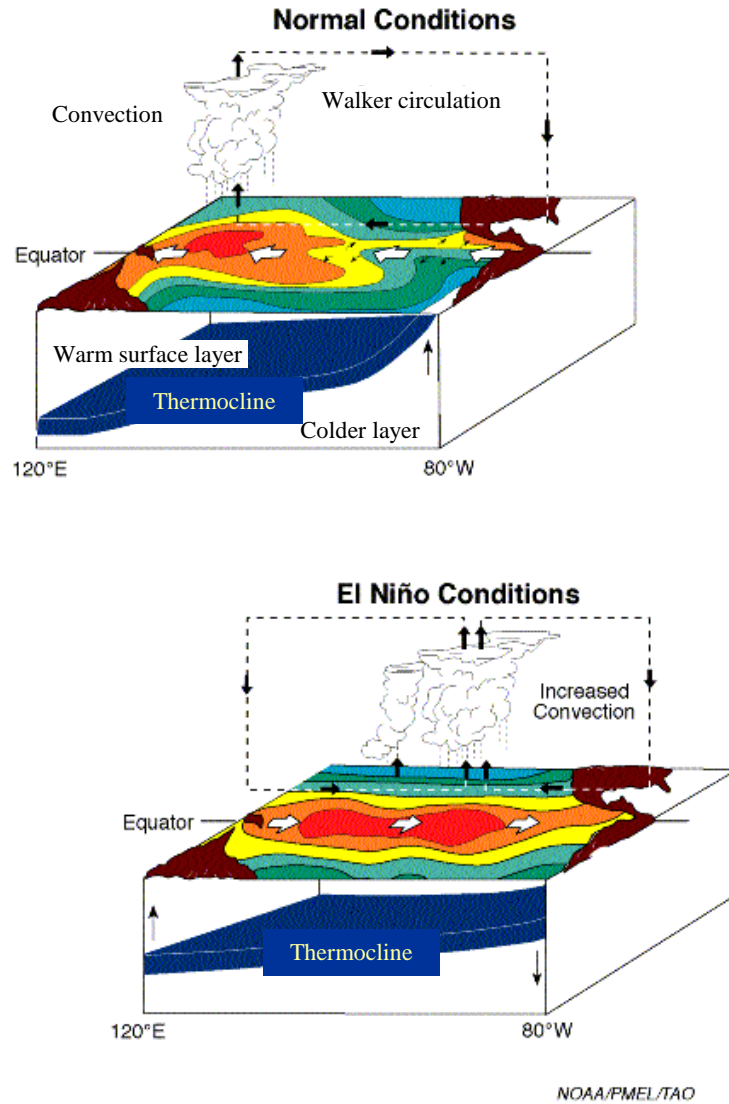 Normal Conditions
Convection
Walker circulation
Equator
Warm surface layer
Thermocline
Colder layer
120°E
80°W
El Niño Conditions
Increased
Convection
Equator
Thermocline
120°E
80°W
NOAA/PMEL/TAO